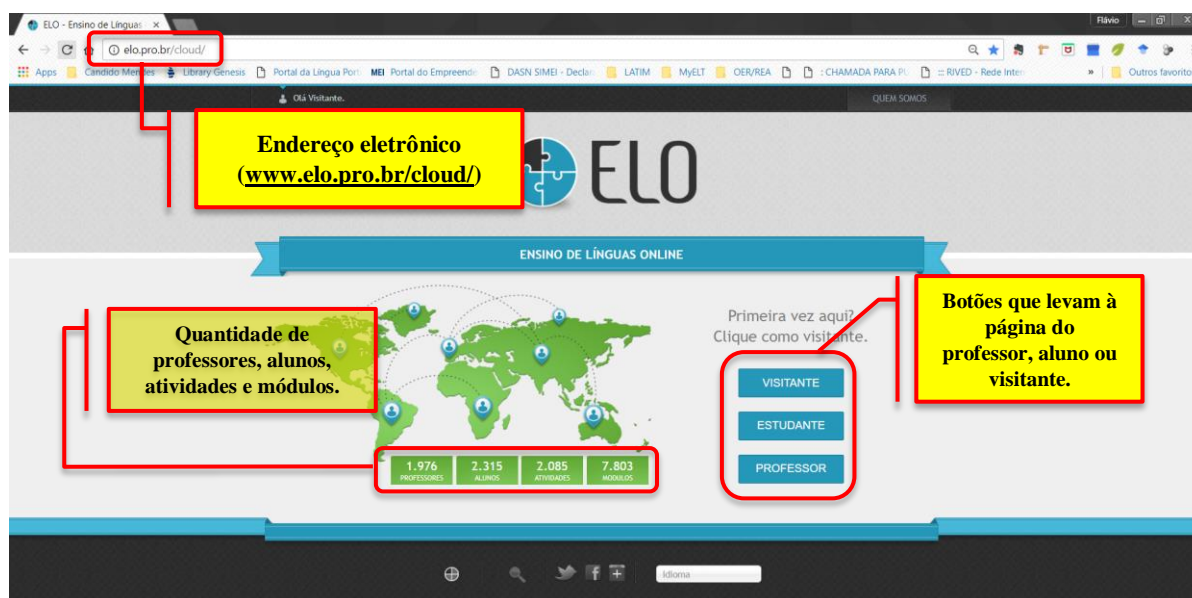 ELO - Ensino de Línguas
Flávio
elo.pro.br/cloud/
Apps Candido Mendes Library Genesis Portal da Língua Port MEI Portal do Empreende DASN SIMEI - Declar LATIM MyELT OER/REA : CHAMADA PARA PU :: RIVED - Rede Inter » Outros favorito
Olá Visitante. QUEM SOMOS
Endereço eletrônico
(www.elo.pro.br/cloud/)
ELO
ENSINO DE LÍNGUAS ONLINE
Quantidade de
professores, alunos,
atividades e módulos.
Primeira vez aqui?
Clique como visitante.
Botões que levam à
página do
professor, aluno ou
visitante.
VISITANTE
ESTUDANTE
PROFESSOR
1.976 2.315 2.085 7.803
PROFESSORES ALUNOS ATIVIDADES MODULOS
idioma